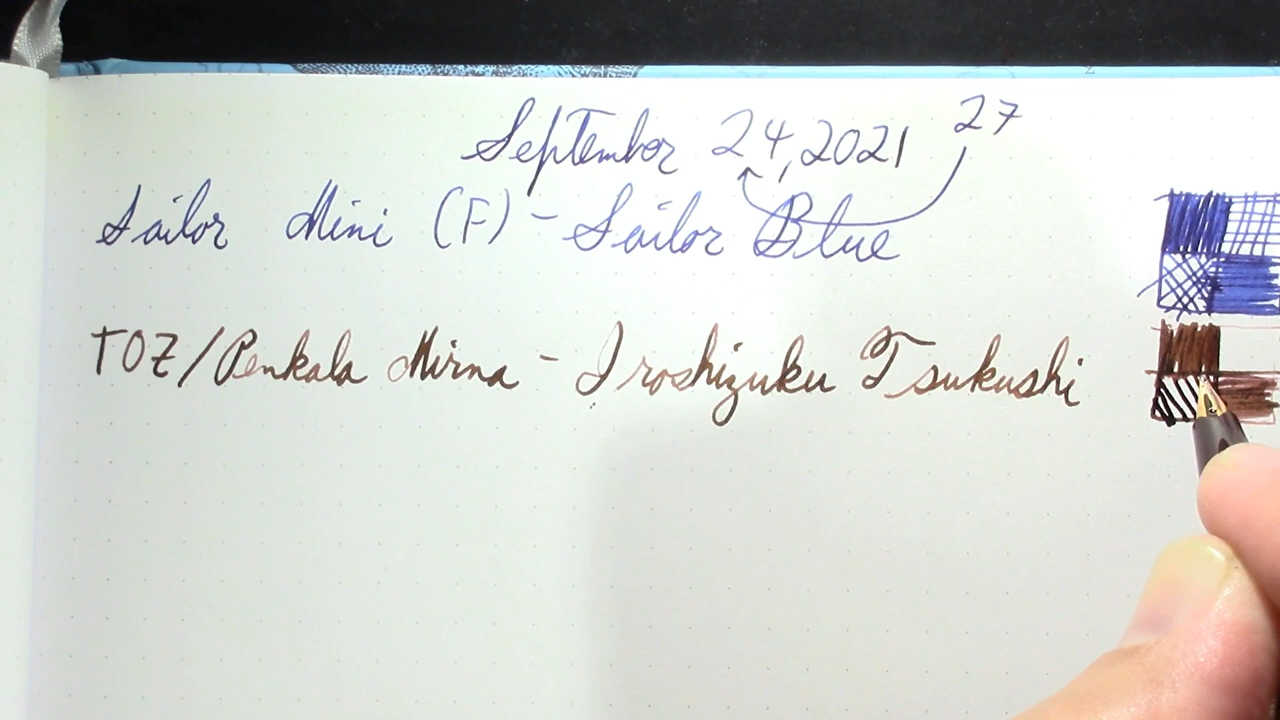 September 24, 2021 27
Sailor Mini (F) - Sailor Blue
TOZ/Penkala Mirna - Iroshizuku Tsukushi